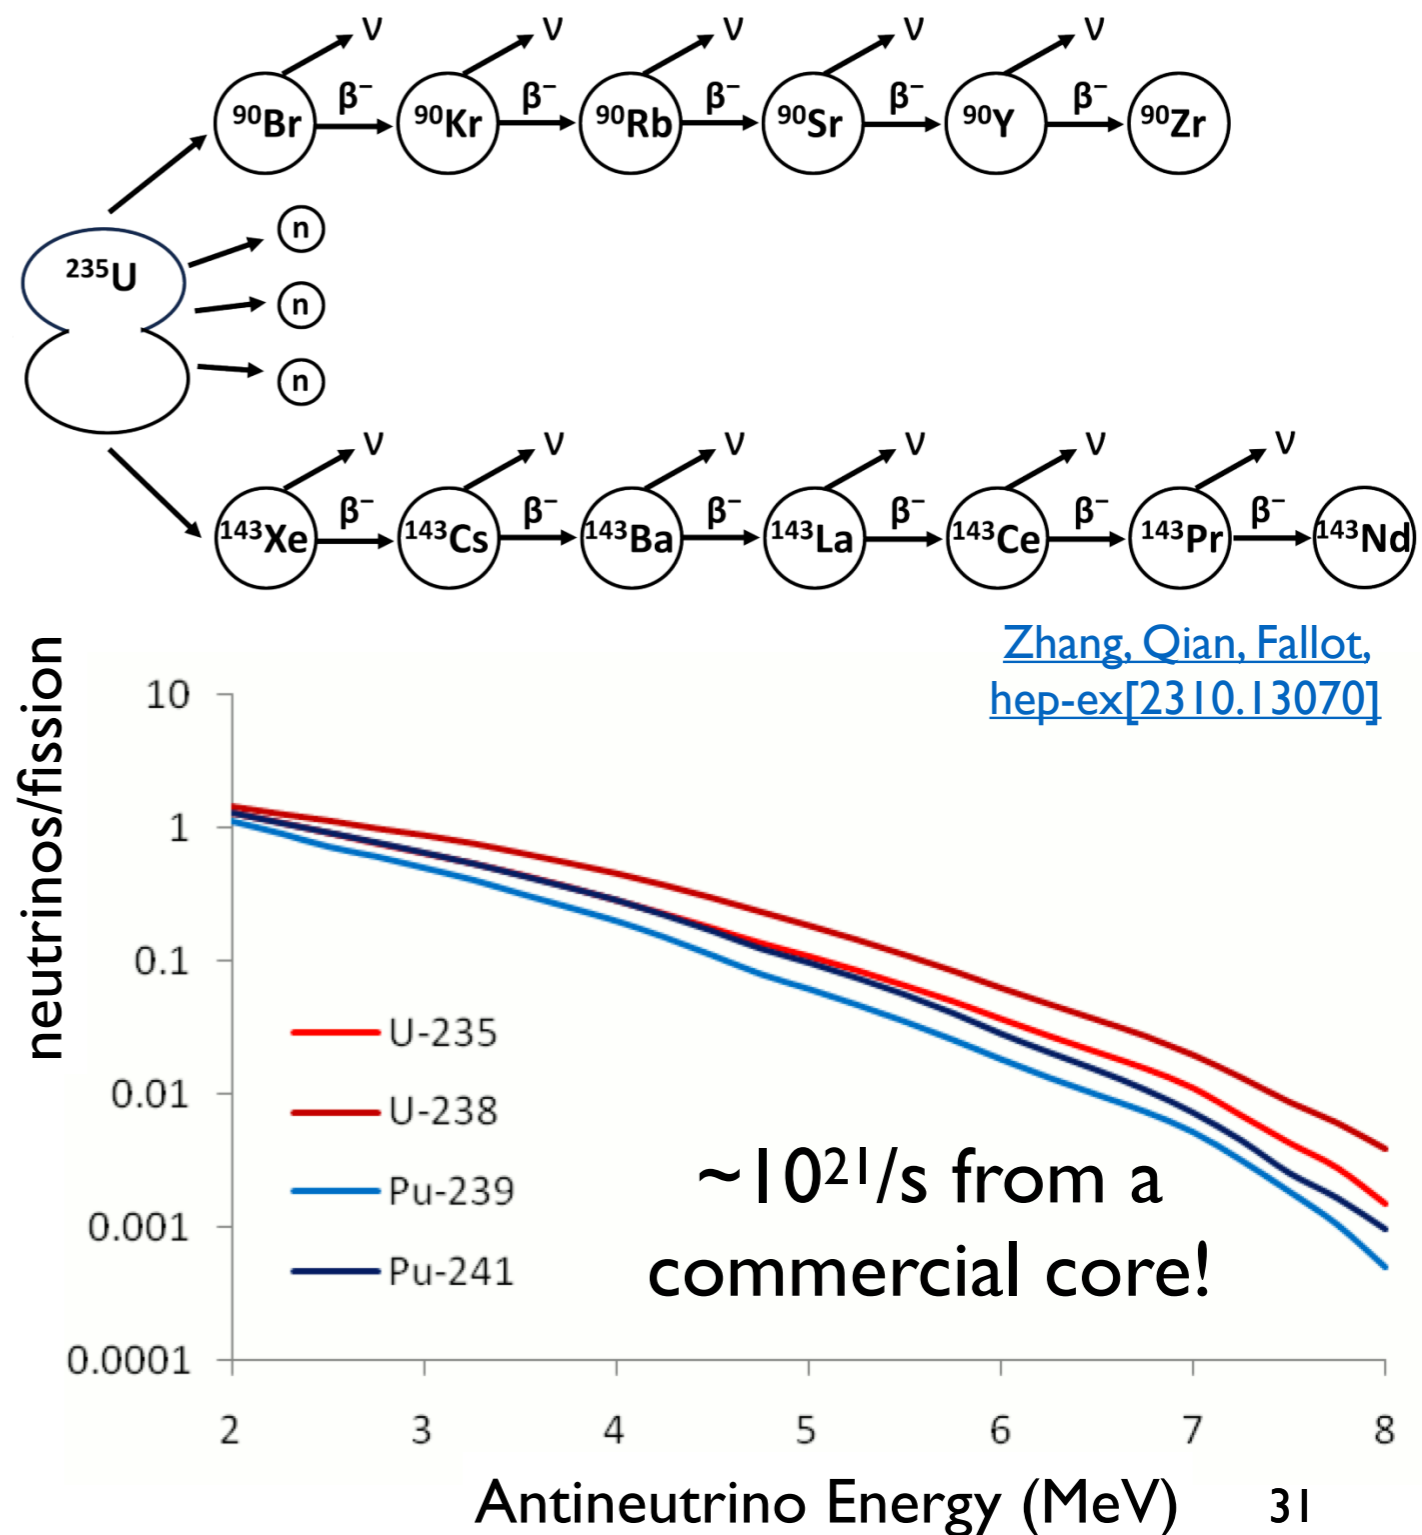 ν ν ν ν ν
β⁻ β⁻ β⁻ β⁻ β⁻
⁹⁰Br ⁹⁰Kr ⁹⁰Rb ⁹⁰Sr ⁹⁰Y ⁹⁰Zr
n
²³⁵U
n
n
ν ν ν ν ν ν
β⁻ β⁻ β⁻ β⁻ β⁻ β⁻
¹⁴³Xe ¹⁴³Cs ¹⁴³Ba ¹⁴³La ¹⁴³Ce ¹⁴³Pr ¹⁴³Nd
Zhang, Qian, Fallot,
hep-ex[2310.13070]
neutrinos/fission
10
1
0.1
0.01
0.001
0.0001
U-235
U-238
Pu-239
Pu-241
~10²¹/s from a
commercial core!
2 3 4 5 6 7 8
Antineutrino Energy (MeV)
31